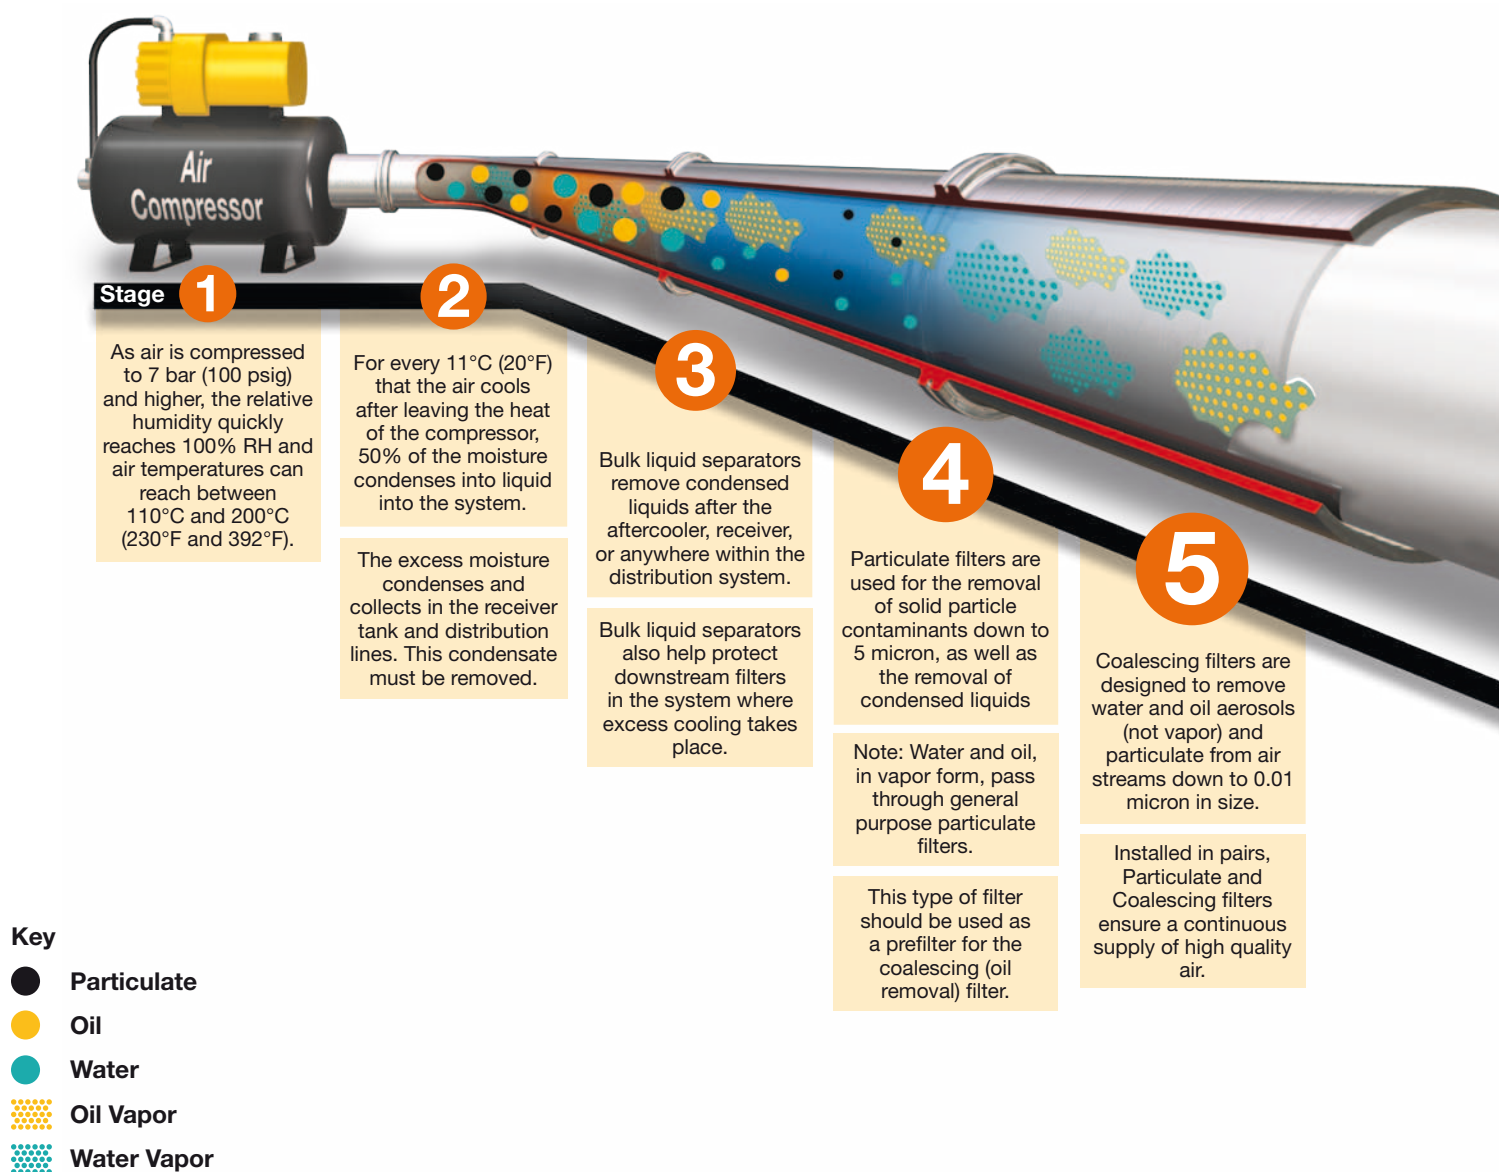 Air
Compressor
Stage 1
2
3
4
5
As air is compressed
to 7 bar (100 psig)
and higher, the relative
humidity quickly
reaches 100% RH and
air temperatures can
reach between
110°C and 200°C
(230°F and 392°F).
For every 11°C (20°F)
that the air cools
after leaving the heat
of the compressor,
50% of the moisture
condenses into liquid
into the system.
The excess moisture
condenses and
collects in the receiver
tank and distribution
lines. This condensate
must be removed.
Bulk liquid separators
remove condensed
liquids after the
aftercooler, receiver,
or anywhere within the
distribution system.
Bulk liquid separators
also help protect
downstream filters
in the system where
excess cooling takes
place.
Particulate filters are
used for the removal
of solid particle
contaminants down to
5 micron, as well as
the removal of
condensed liquids
Note: Water and oil,
in vapor form, pass
through general
purpose particulate
filters.
This type of filter
should be used as
a prefilter for the
coalescing (oil
removal) filter.
Coalescing filters are
designed to remove
water and oil aerosols
(not vapor) and
particulate from air
streams down to 0.01
micron in size.
Installed in pairs,
Particulate and
Coalescing filters
ensure a continuous
supply of high quality
air.
Key
Particulate
Oil
Water
Oil Vapor
Water Vapor